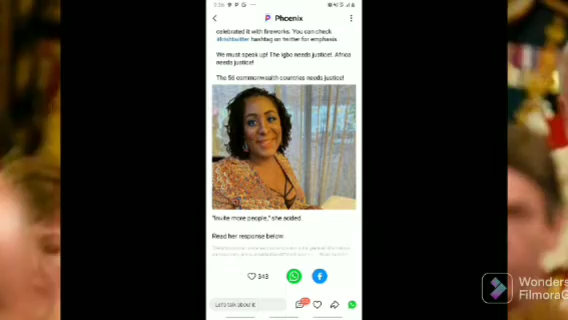 Phoenix
celebrated it with fireworks. You can check
hashtag on twitter for emphasis.
We must speak up! The Igbo needs justice!. Africa
needs justice!
The 56 commonwealth countries needs justice!
"Invite more people," she added.
Read her response below.
343
Let's talk about it
Wonders
Filmora